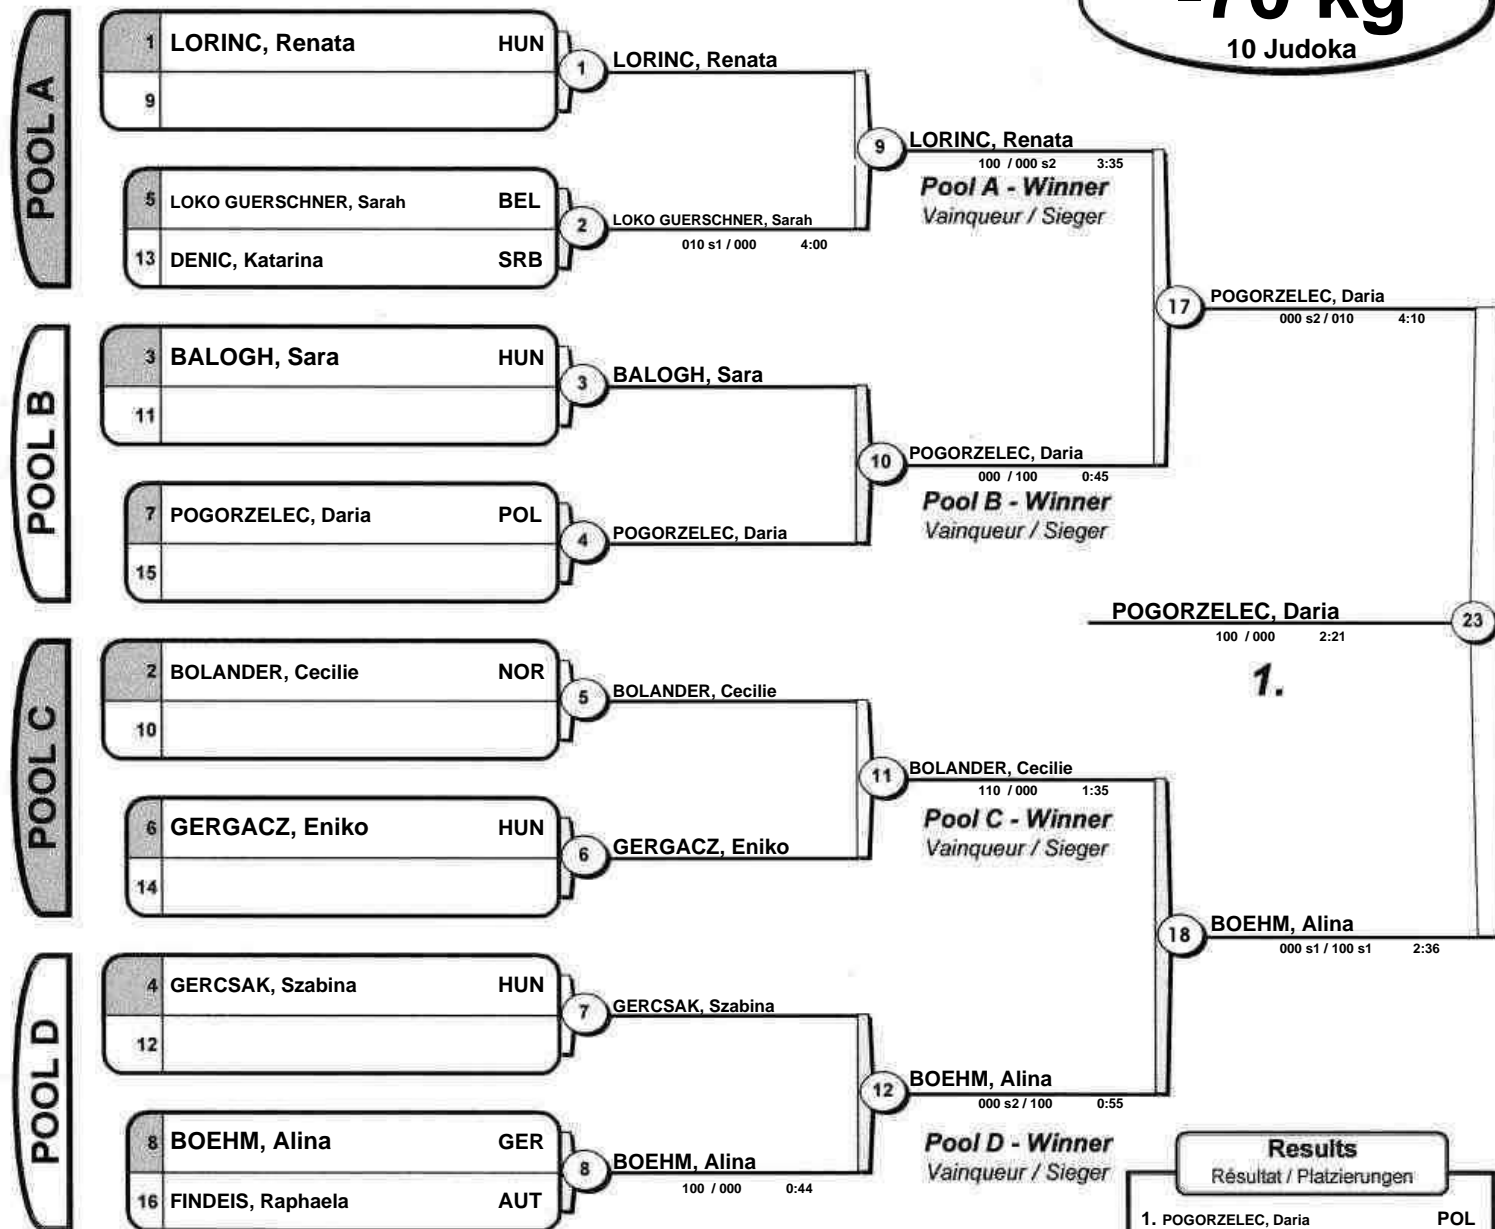 -70 kg
10 Judoka
POOL A
1 LORINC, Renata HUN
9
5 LOKO GUERSCHNER, Sarah BEL
13 DENIC, Katarina SRB
1 LORINC, Renata
2 LOKO GUERSCHNER, Sarah
010 s1 / 000 4:00
9 LORINC, Renata
100 / 000 s2 3:35
Pool A - Winner
Vainqueur / Sieger
POOL B
3 BALOGH, Sara HUN
11
7 POGORZELEC, Daria POL
15
3 BALOGH, Sara
4 POGORZELEC, Daria
10 POGORZELEC, Daria
000 / 100 0:45
Pool B - Winner
Vainqueur / Sieger
17 POGORZELEC, Daria
000 s2 / 010 4:10
POGORZELEC, Daria 23
100 / 000 2:21
1.
POOL C
2 BOLANDER, Cecilie NOR
10
6 GERGACZ, Eniko HUN
14
5 BOLANDER, Cecilie
6 GERGACZ, Eniko
11 BOLANDER, Cecilie
110 / 000 1:35
Pool C - Winner
Vainqueur / Sieger
18 BOEHM, Alina
000 s1 / 100 s1 2:36
POOL D
4 GERCSAK, Szabina HUN
12
8 BOEHM, Alina GER
16 FINDEIS, Raphaela AUT
7 GERCSAK, Szabina
8 BOEHM, Alina
100 / 000 0:44
12 BOEHM, Alina
000 s2 / 100 0:55
Pool D - Winner
Vainqueur / Sieger
Results
Résultat / Platzierungen
1. POGORZELEC, Daria POL